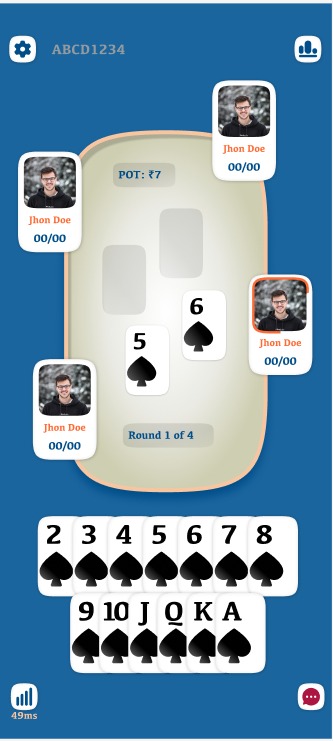 ABCD1234
Jhon Doe
00/00
POT: ₹7
Jhon Doe
00/00
6
Jhon Doe
00/00
5
Jhon Doe
00/00
Round 1 of 4
2 3 4 5 6 7 8
9 10 J Q K A
49ms